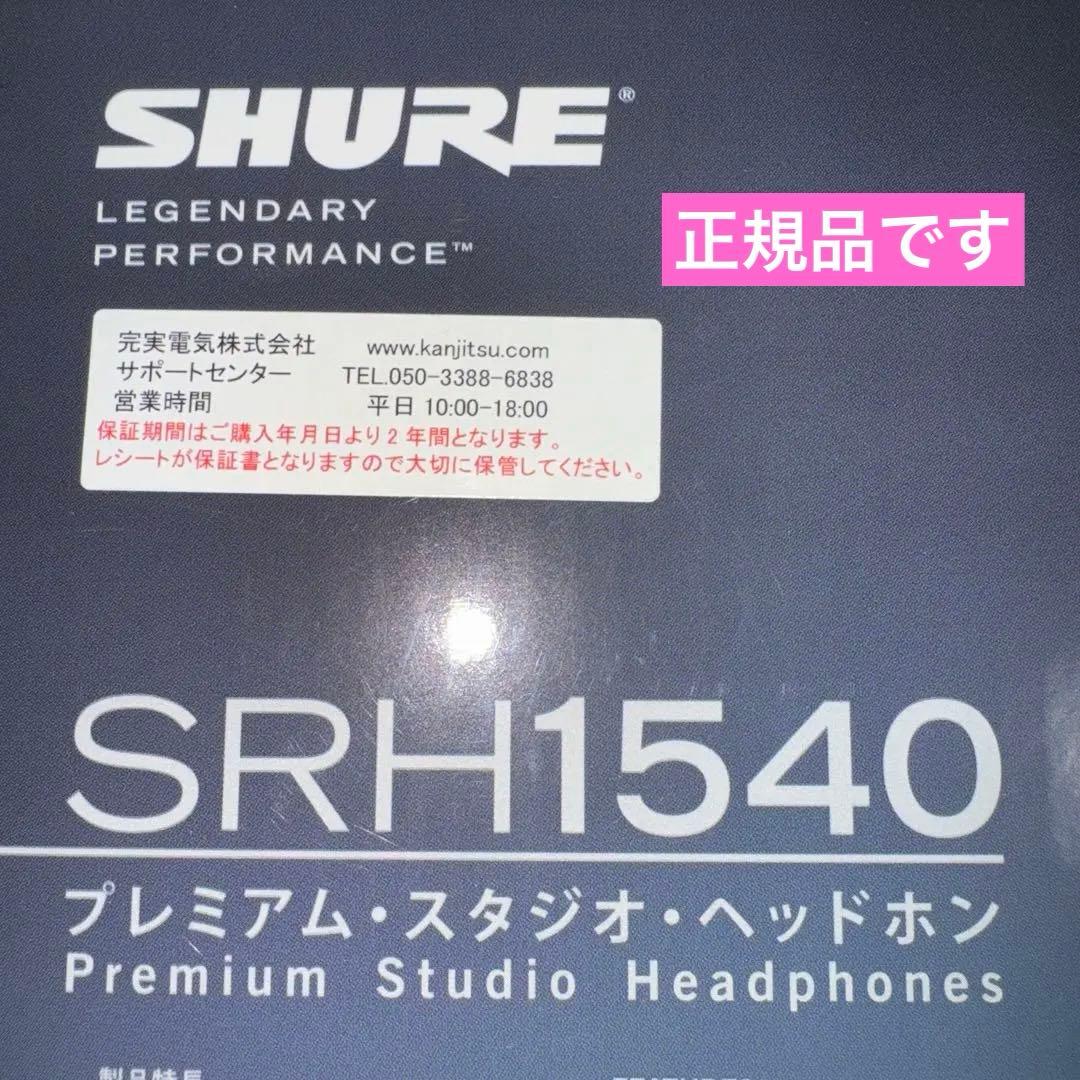 SHURE®
LEGENDARY
PERFORMANCE™
正規品です
完実電気株式会社 www.kanjitsu.com
サポートセンター TEL.050-3388-6838
営業時間 平日 10:00-18:00
保証期間はご購入年月日より2年間となります。
レシートが保証書となりますので大切に保管してください。
SRH1540
プレミアム・スタジオ・ヘッドホン
Premium Studio Headphones